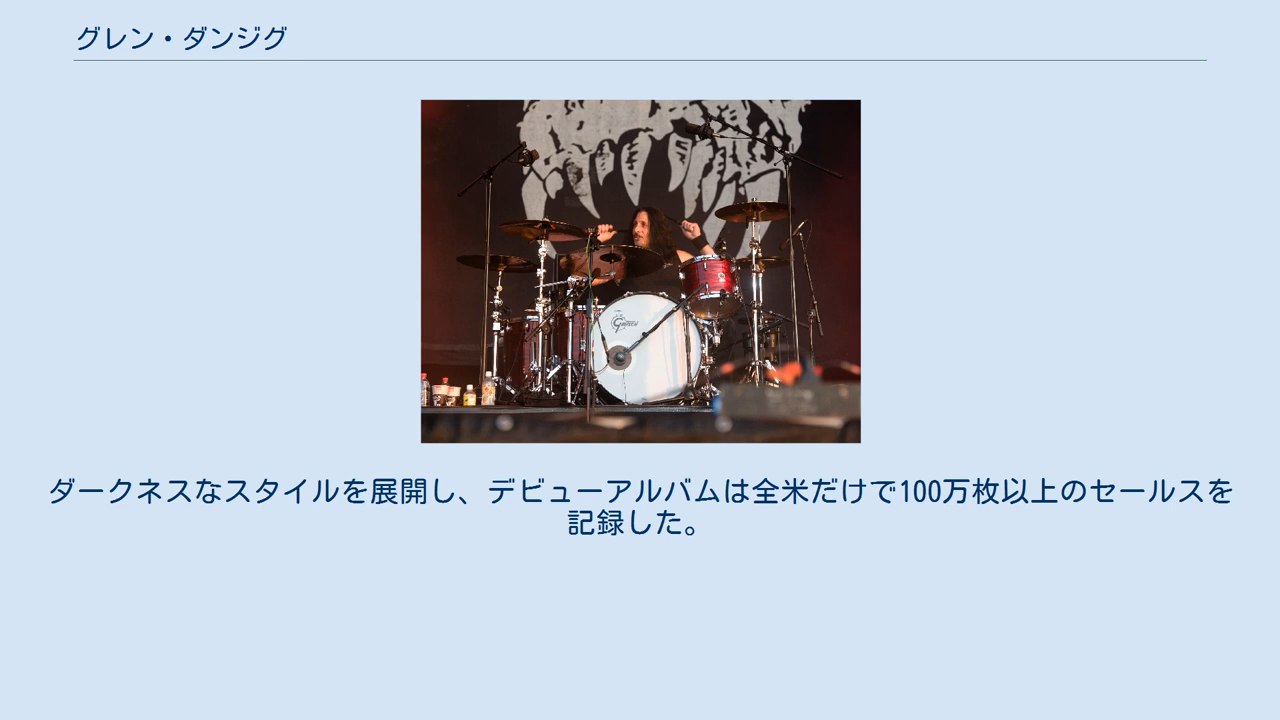 グレン・ダンジグ
Gretsch
ダークネスなスタイルを展開し、デビューアルバムは全米だけで100万枚以上のセールスを
記録した。